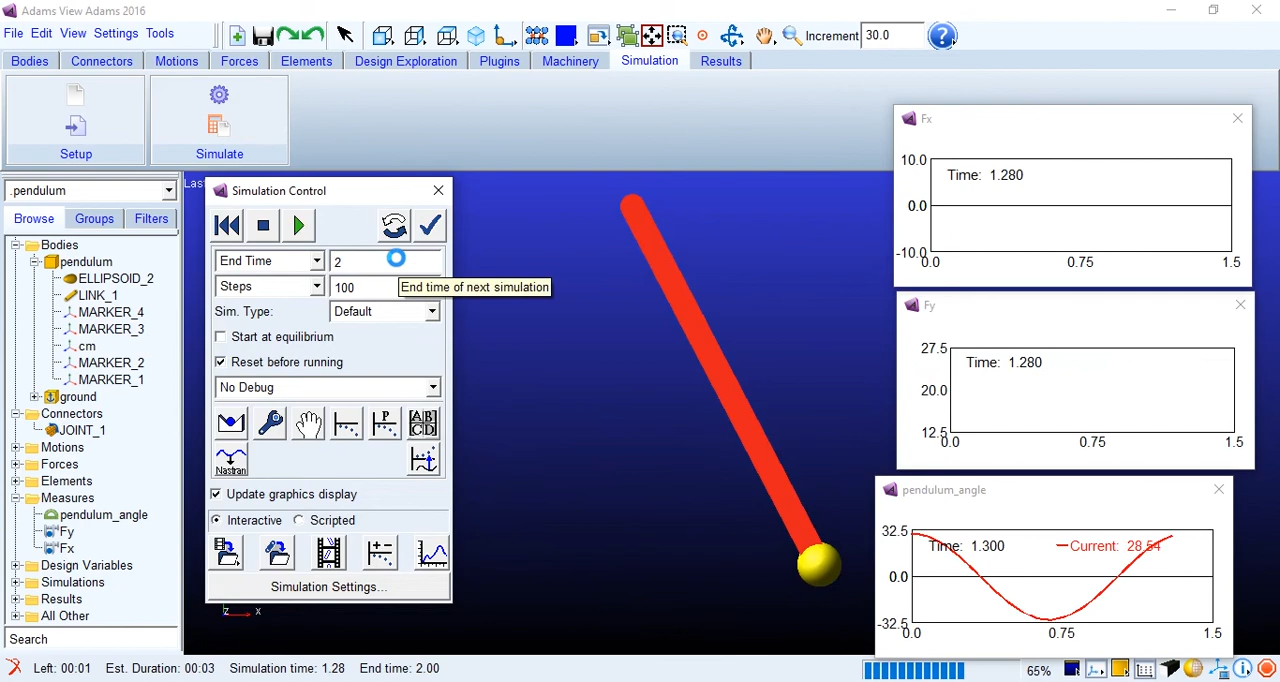 Adams View Adams 2016
File Edit View Settings Tools
Increment 30.0
Bodies Connectors Motions Forces Elements Design Exploration Plugins Machinery Simulation Results
Setup Simulate
.pendulum
Browse Groups Filters
Bodies
pendulum
ELLIPSOID_2
LINK_1
MARKER_4
MARKER_3
cm
MARKER_2
MARKER_1
ground
Connectors
JOINT_1
Motions
Forces
Elements
Measures
pendulum_angle
Fy
Fx
Design Variables
Simulations
Results
All Other
Search
Las
Simulation Control
End Time 2
Steps 100
End time of next simulation
Sim. Type: Default
Start at equilibrium
Reset before running
No Debug
P
AB
CD
Nastran
Update graphics display
Interactive Scripted
Simulation Settings...
z x
Fx
10.0
Time: 1.280
0.0
-10.0
0.0 0.75 1.5
Fy
27.5
Time: 1.280
20.0
12.5
0.0 0.75 1.5
pendulum_angle
32.5
Time: 1.300 Current: 28.54
0.0
-32.5
0.0 0.75 1.5
Left: 00:01 Est. Duration: 00:03 Simulation time: 1.28 End time: 2.00 65%